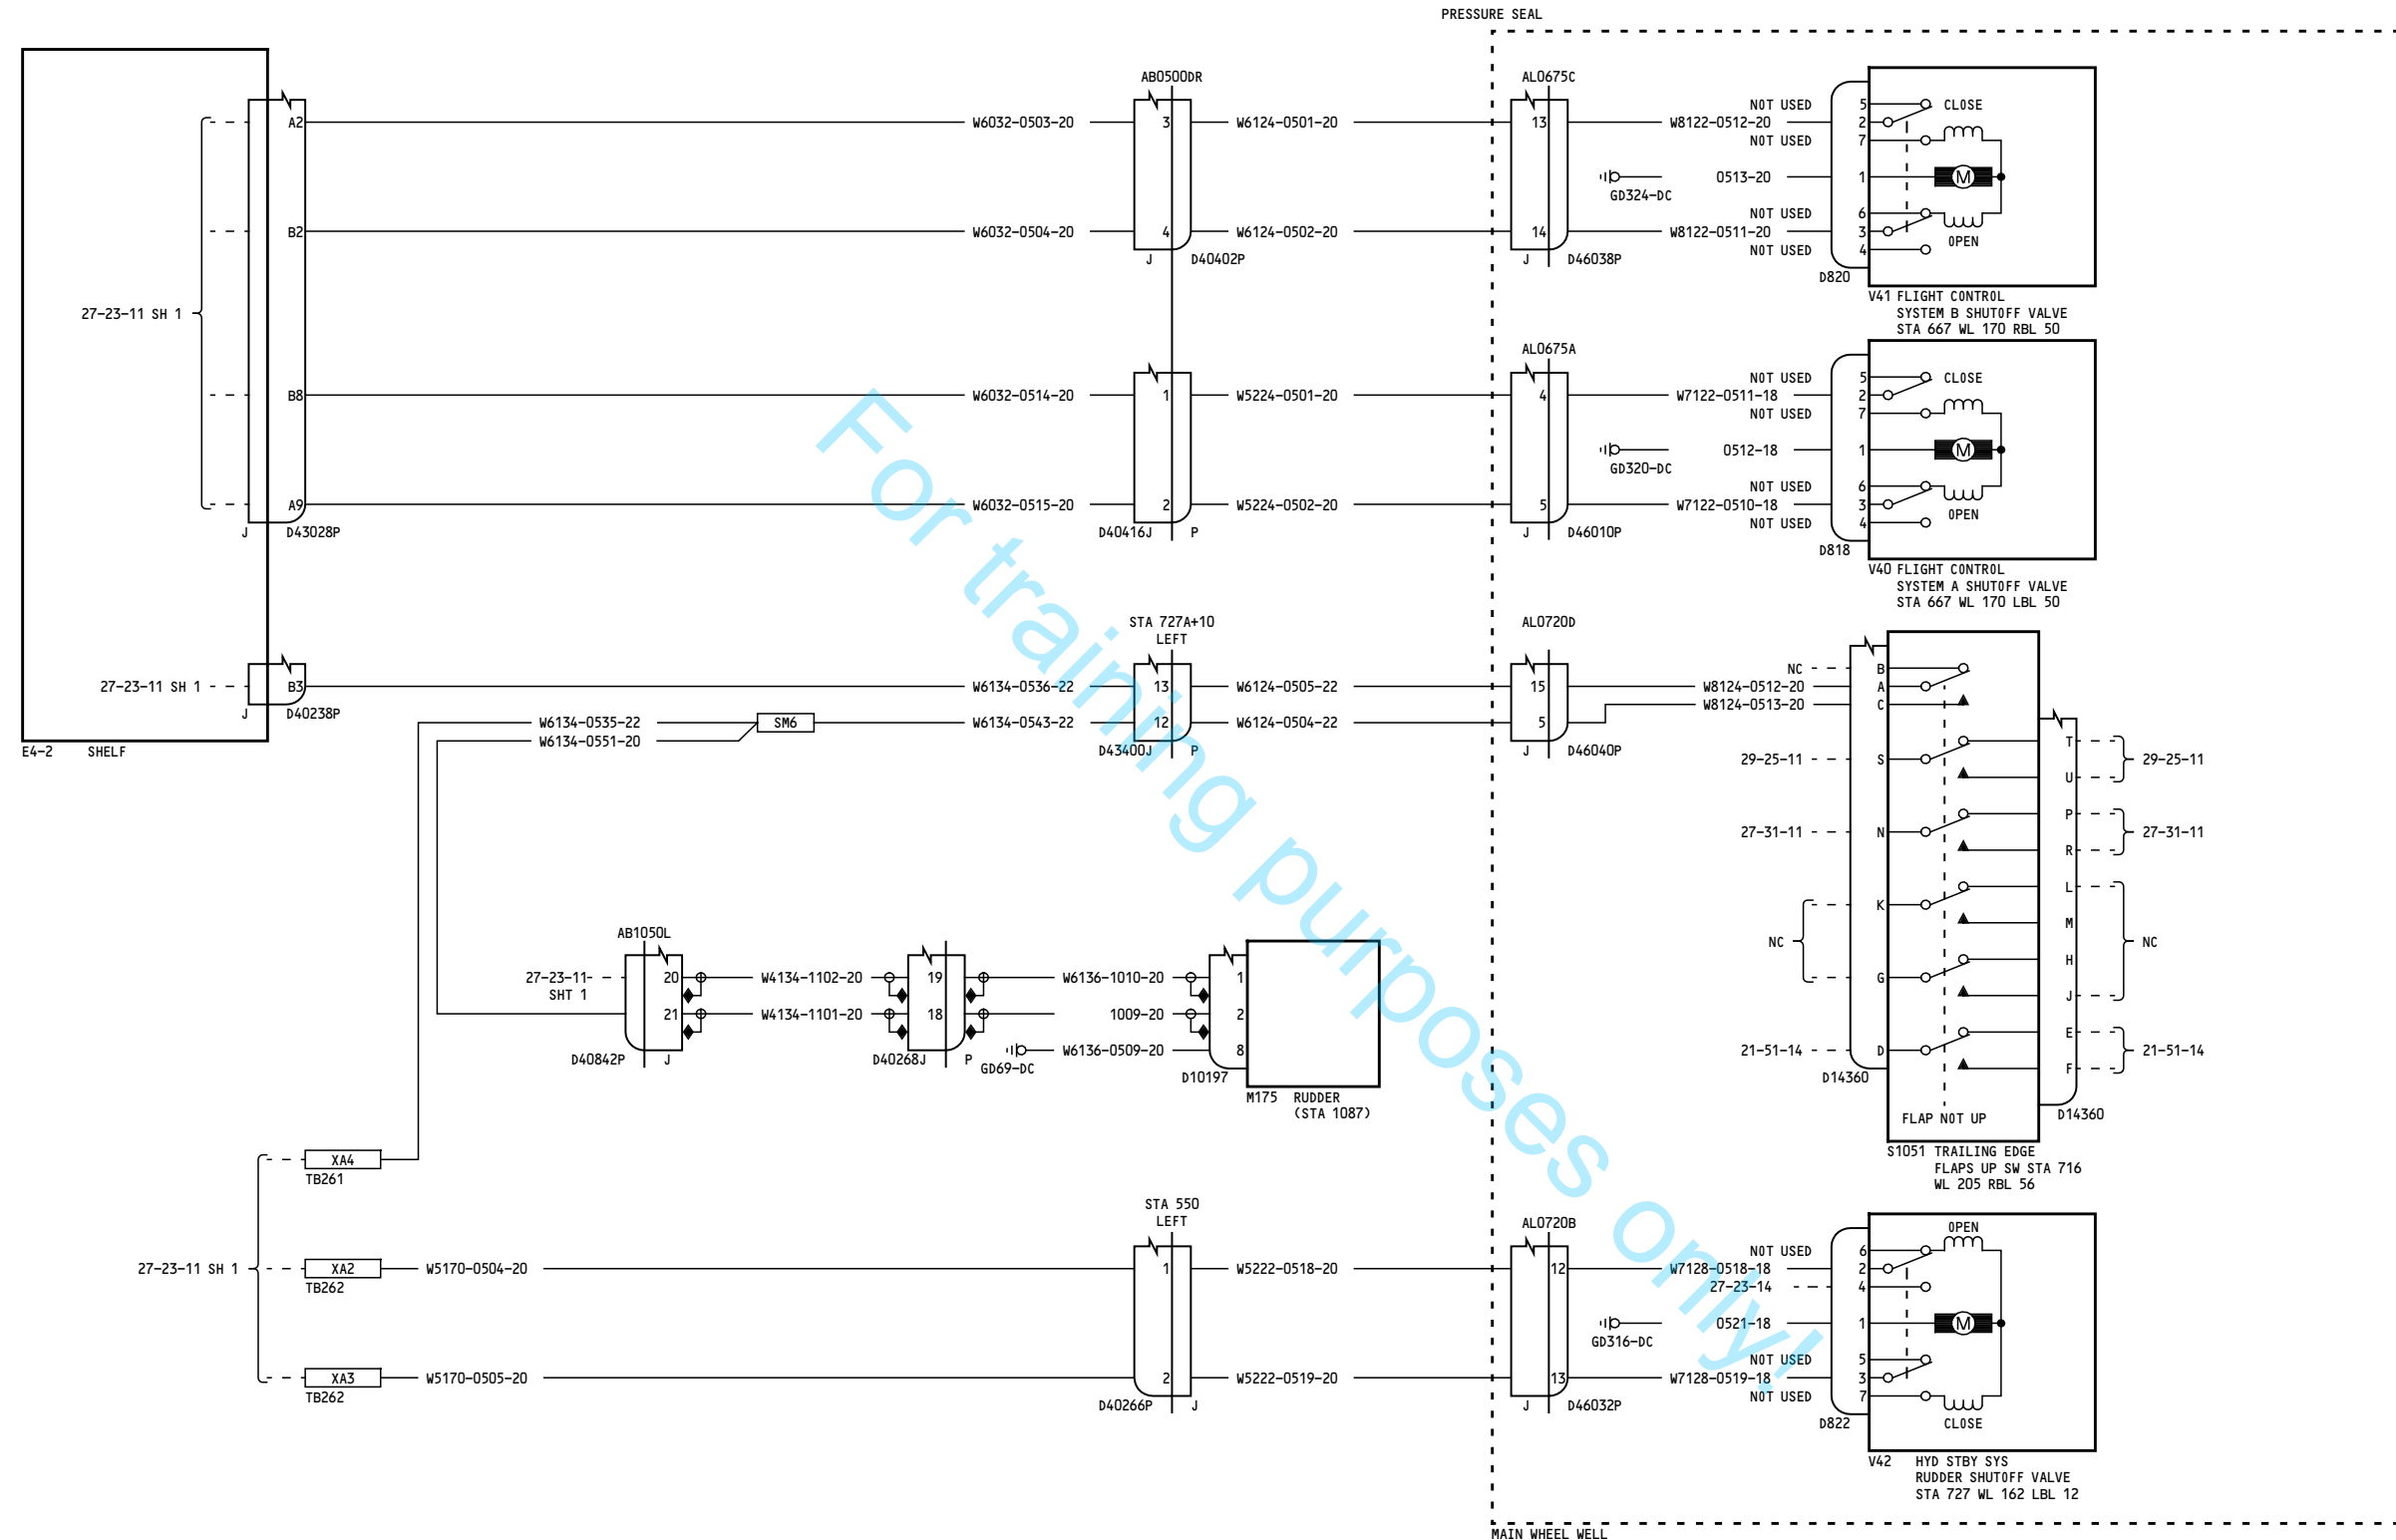 PRESSURE SEAL
AB0500DR
AL0675C
A2
W6032-0503-20
3
W6124-0501-20
13
W8122-0512-20
NOT USED
5
CLOSE
2
NOT USED
7
GD324-DC
0513-20
1
M
NOT USED
6
B2
W6032-0504-20
4
W6124-0502-20
14
W8122-0511-20
3
OPEN
NOT USED
4
J
D40402P
J
D46038P
D820
V41 FLIGHT CONTROL
SYSTEM B SHUTOFF VALVE
STA 667 WL 170 RBL 50
27-23-11 SH 1
AL0675A
NOT USED
5
CLOSE
B8
W6032-0514-20
1
W5224-0501-20
4
W7122-0511-18
2
NOT USED
7
GD320-DC
0512-18
1
M
NOT USED
6
A9
W6032-0515-20
2
W5224-0502-20
5
W7122-0510-18
3
OPEN
NOT USED
4
J
D43028P
D40416J
P
J
D46010P
D818
V40 FLIGHT CONTROL
SYSTEM A SHUTOFF VALVE
STA 667 WL 170 LBL 50
STA 727A+10
LEFT
AL0720D
NC
B
27-23-11 SH 1
B3
W6134-0536-22
13
W6124-0505-22
15
W8124-0512-20
A
W8124-0513-20
C
J
D40238P
W6134-0535-22
SM6
W6134-0543-22
12
W6124-0504-22
5
W6134-0551-20
D43400J
P
J
D46040P
E4-2 SHELF
T
29-25-11
S
29-25-11
U
P
27-31-11
N
27-31-11
R
L
K
M
NC
NC
H
G
J
E
21-51-14
D
21-51-14
F
D14360
D14360
FLAP NOT UP
S1051 TRAILING EDGE
FLAPS UP SW STA 716
WL 205 RBL 56
AB1050L
27-23-11
SHT 1
20
W4134-1102-20
19
W6136-1010-20
1
21
W4134-1101-20
18
1009-20
2
D40842P
J
D40268J
P
GD69-DC
W6136-0509-20
8
D10197
M175 RUDDER
(STA 1087)
XA4
TB261
STA 550
LEFT
AL0720B
OPEN
NOT USED
6
27-23-11 SH 1
XA2
TB262
W5170-0504-20
1
W5222-0518-20
12
W7128-0518-18
2
27-23-14
4
GD316-DC
0521-18
1
M
NOT USED
5
XA3
TB262
W5170-0505-20
2
W5222-0519-20
13
W7128-0519-18
3
NOT USED
7
CLOSE
D40266P
J
J
D46032P
D822
V42 HYD STBY SYS
RUDDER SHUTOFF VALVE
STA 727 WL 162 LBL 12
MAIN WHEEL WELL
For training purposes only!